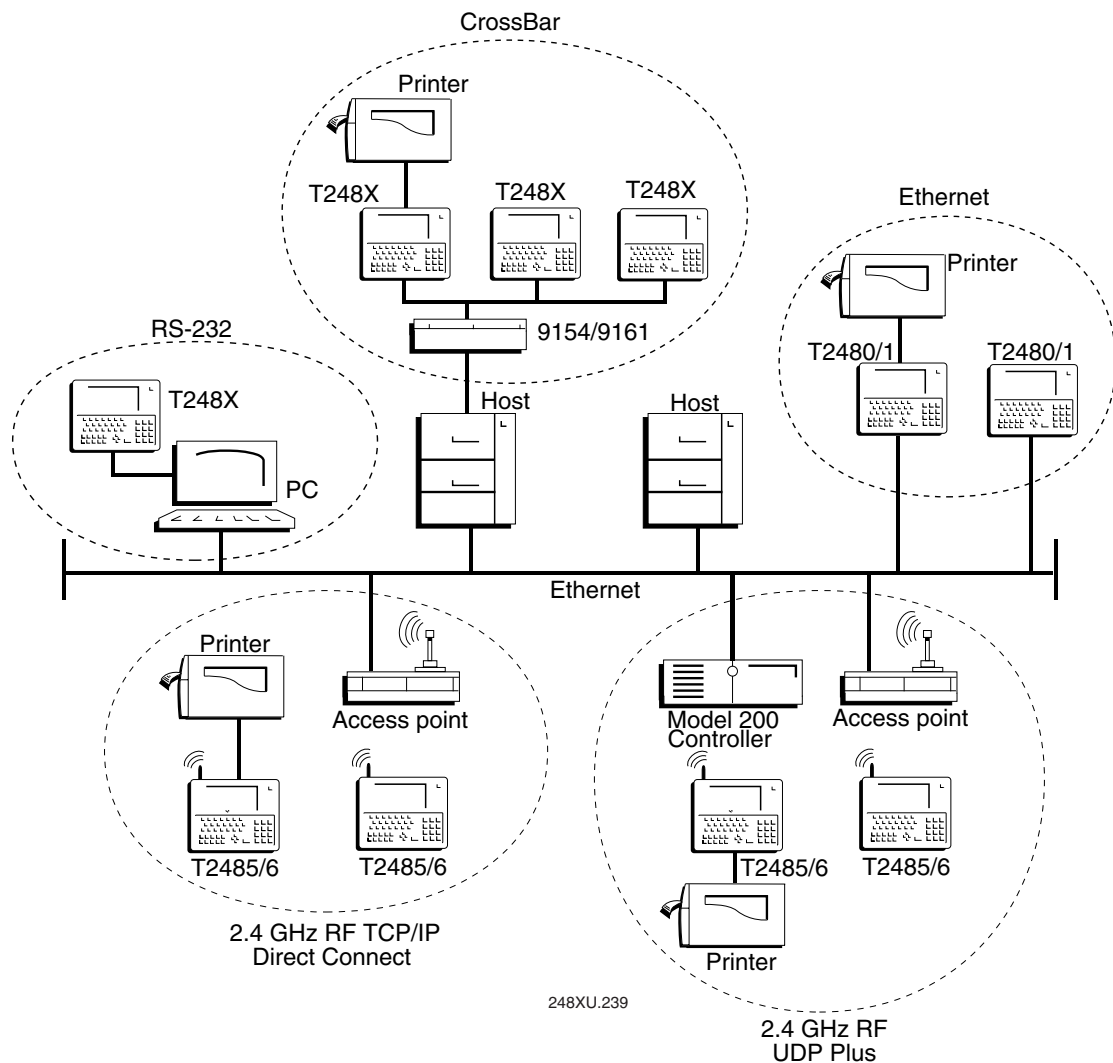 CrossBar
Printer
T248X
T248X
T248X
9154/9161
Ethernet
Printer
T2480/1
T2480/1
RS-232
T248X
PC
Host
Host
Ethernet
Printer
Access point
T2485/6
T2485/6
2.4 GHz RF TCP/IP
Direct Connect
Model 200
Controller
Access point
T2485/6
T2485/6
Printer
248XU.239
2.4 GHz RF
UDP Plus